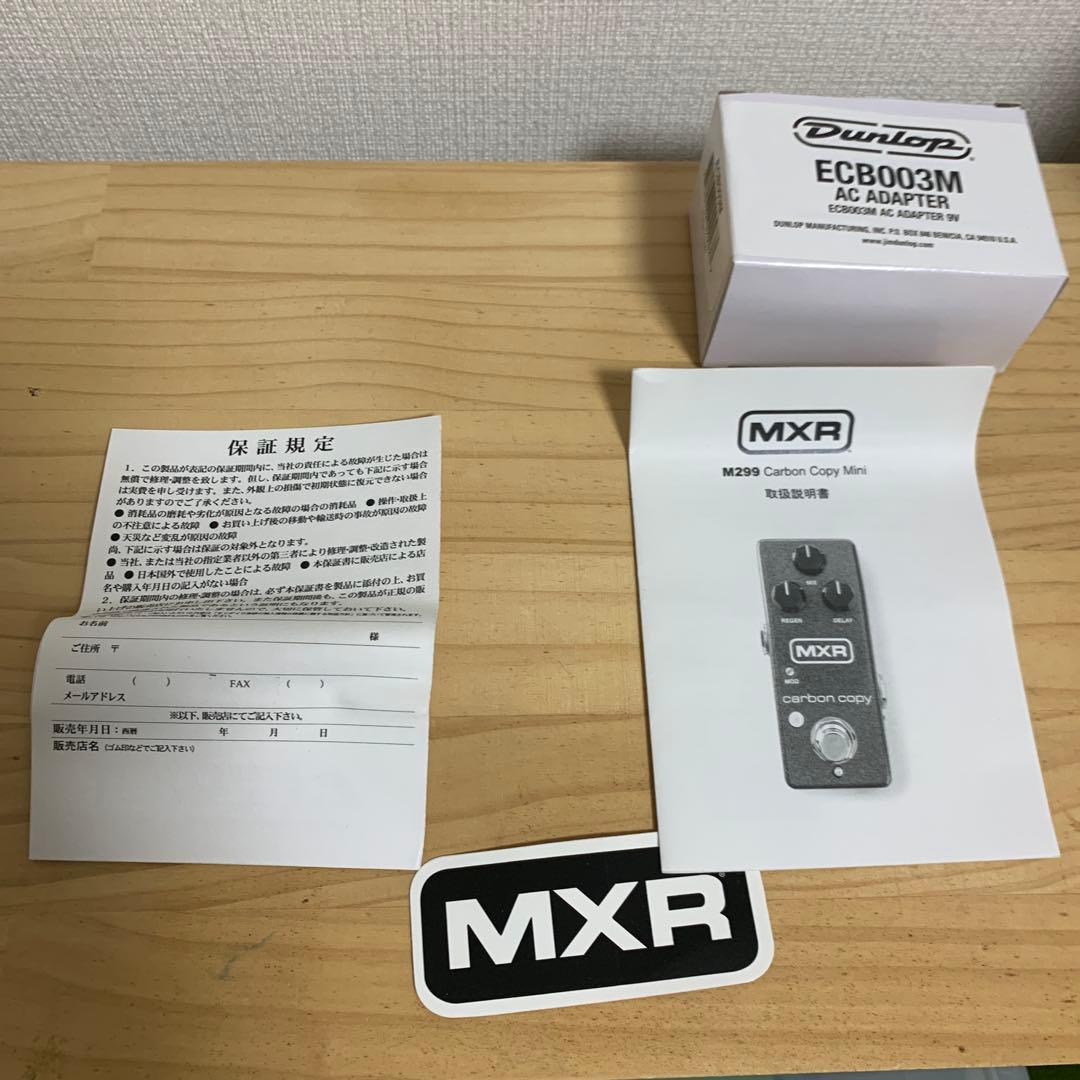 Dunlop
ECB003M
AC ADAPTER
ECB003M AC ADAPTER 9V
DUNLOP MANUFACTURING, INC. P.O. BOX 846 BENICIA, CA 94510 U.S.A.
www.jimdunlop.com
保証規定
1. この製品が表記の保証期間内に、当社の責任による故障が生じた場合は
無償で修理・調整を致します。但し、保証期間内であっても下記に示す場合
は実費を申し受けます。また、外観上の損傷で初期状態に復元できない場合
がありますのでご了承ください。
● 消耗品の磨耗や劣化が原因となる故障の場合の消耗品 ● 操作・取扱上
の不注意による故障 ● お買い上げ後の移動や輸送時の事故が原因の故障
● 天災など変乱が原因の故障
尚、下記に示す場合は保証の対象外となります。
● 当社、または当社の指定業者以外の第三者により修理・調整・改造された製
品 ● 日本国外で使用したことによる故障 ● 本保証書に販売店による店
名や購入年月日の記入がない場合
2. 保証期間内の修理・調整の場合は、必ず本保証書を製品に添付の上、お買
お名前
様
ご住所 〒
電話 ( ) FAX ( )
メールアドレス
※以下、販売店にてご記入下さい。
販売年月日：西暦 年 月 日
販売店名 (ゴム印などでご記入下さい)
MXR
M299 Carbon Copy Mini
取扱説明書
MIX
REGEN
DELAY
MXR
MOD
carbon copy
MXR